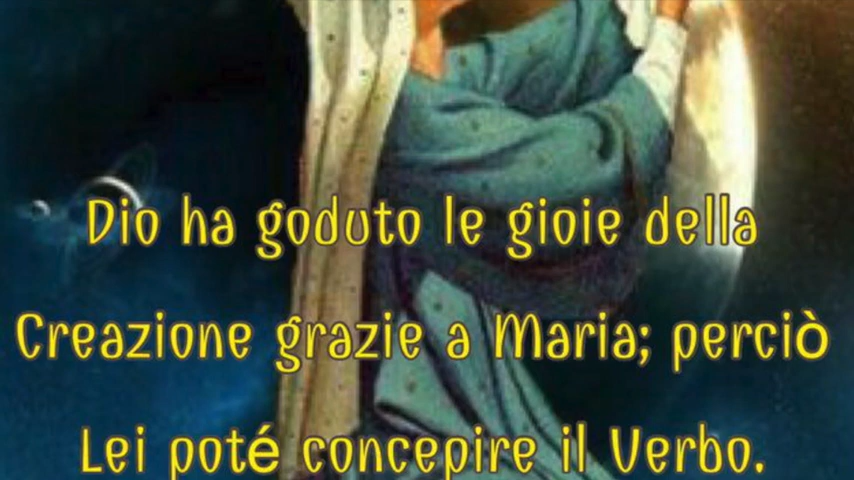 Dio ha goduto le gioie della
Creazione grazie a Maria; perciò
Lei poté concepire il Verbo.